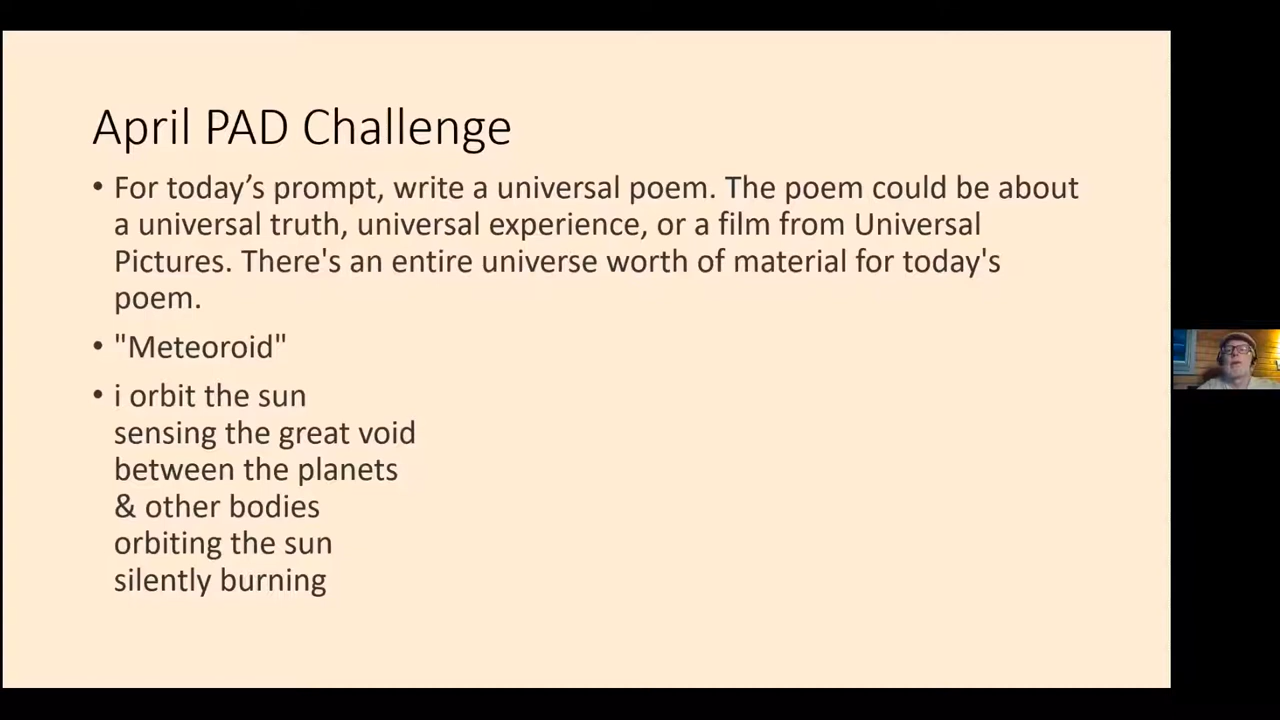 April PAD Challenge
• For today’s prompt, write a universal poem. The poem could be about
a universal truth, universal experience, or a film from Universal
Pictures. There's an entire universe worth of material for today's
poem.
• "Meteoroid"
• i orbit the sun
sensing the great void
between the planets
& other bodies
orbiting the sun
silently burning